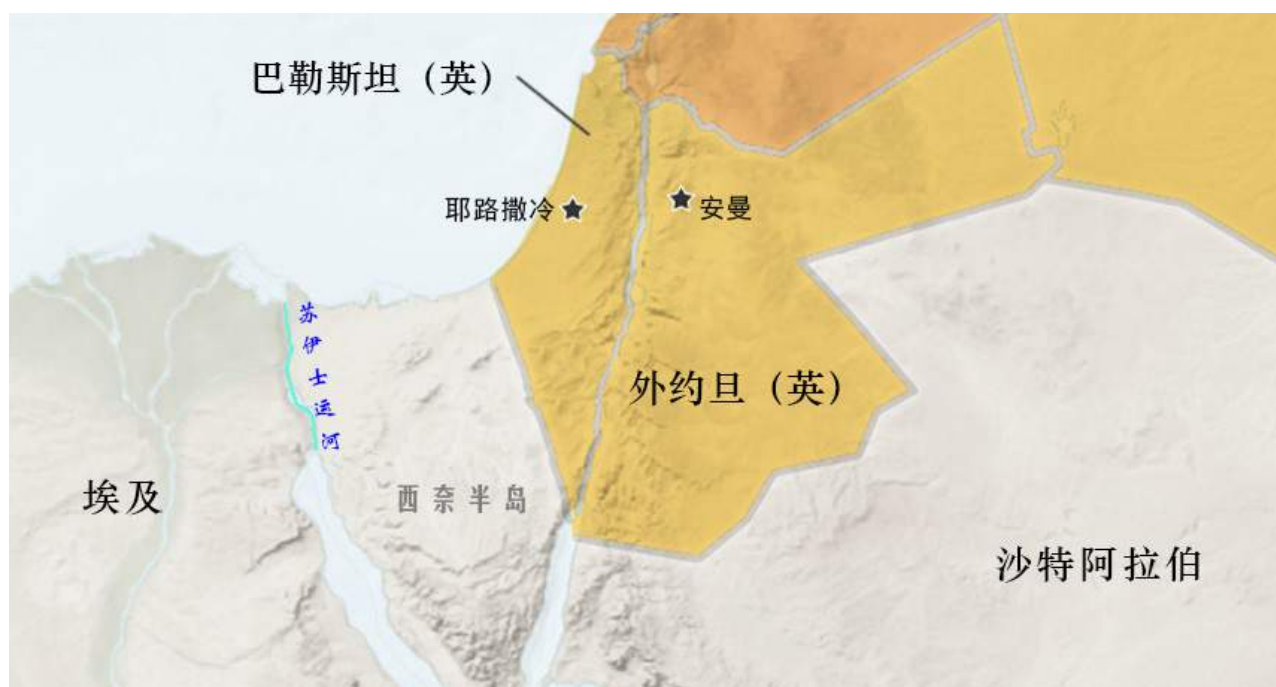 巴勒斯坦（英）
耶路撒冷
安曼
苏伊士运河
外约旦（英）
埃及
西奈半岛
沙特阿拉伯